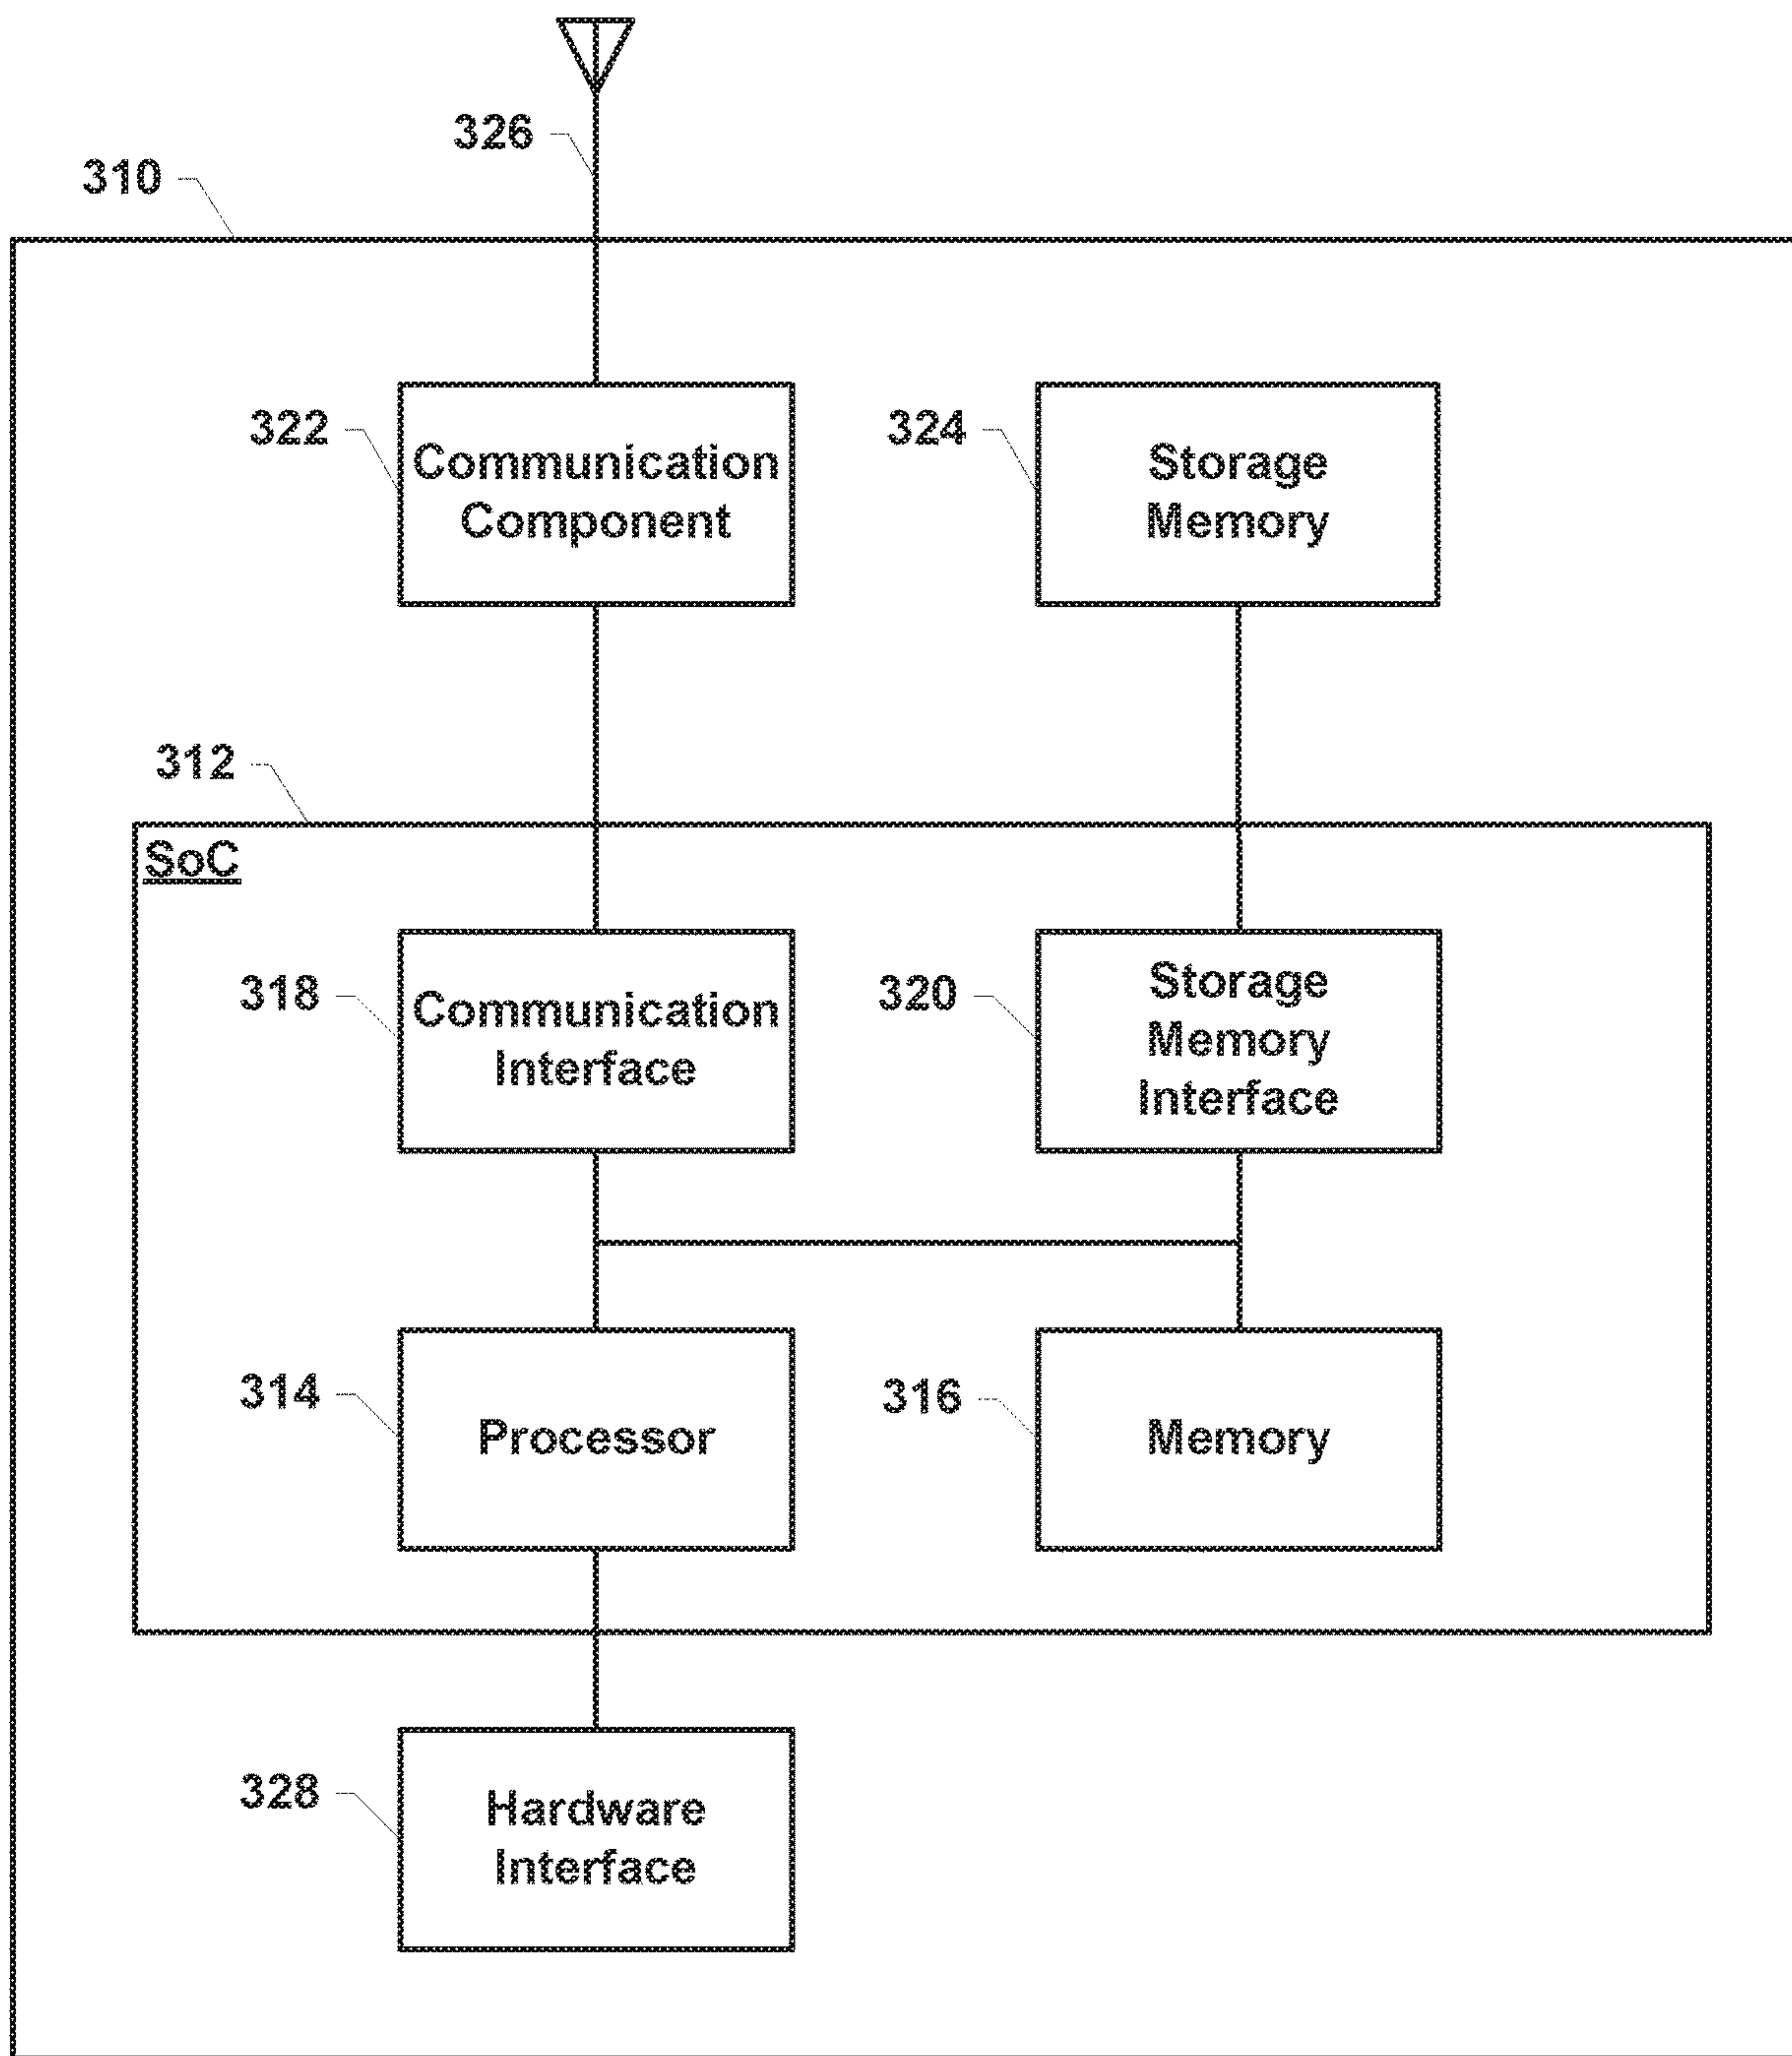 326
310
322
Communication
Component
324
Storage
Memory
312
SoC
318
Communication
Interface
320
Storage
Memory
Interface
314
Processor
316
Memory
328
Hardware
Interface